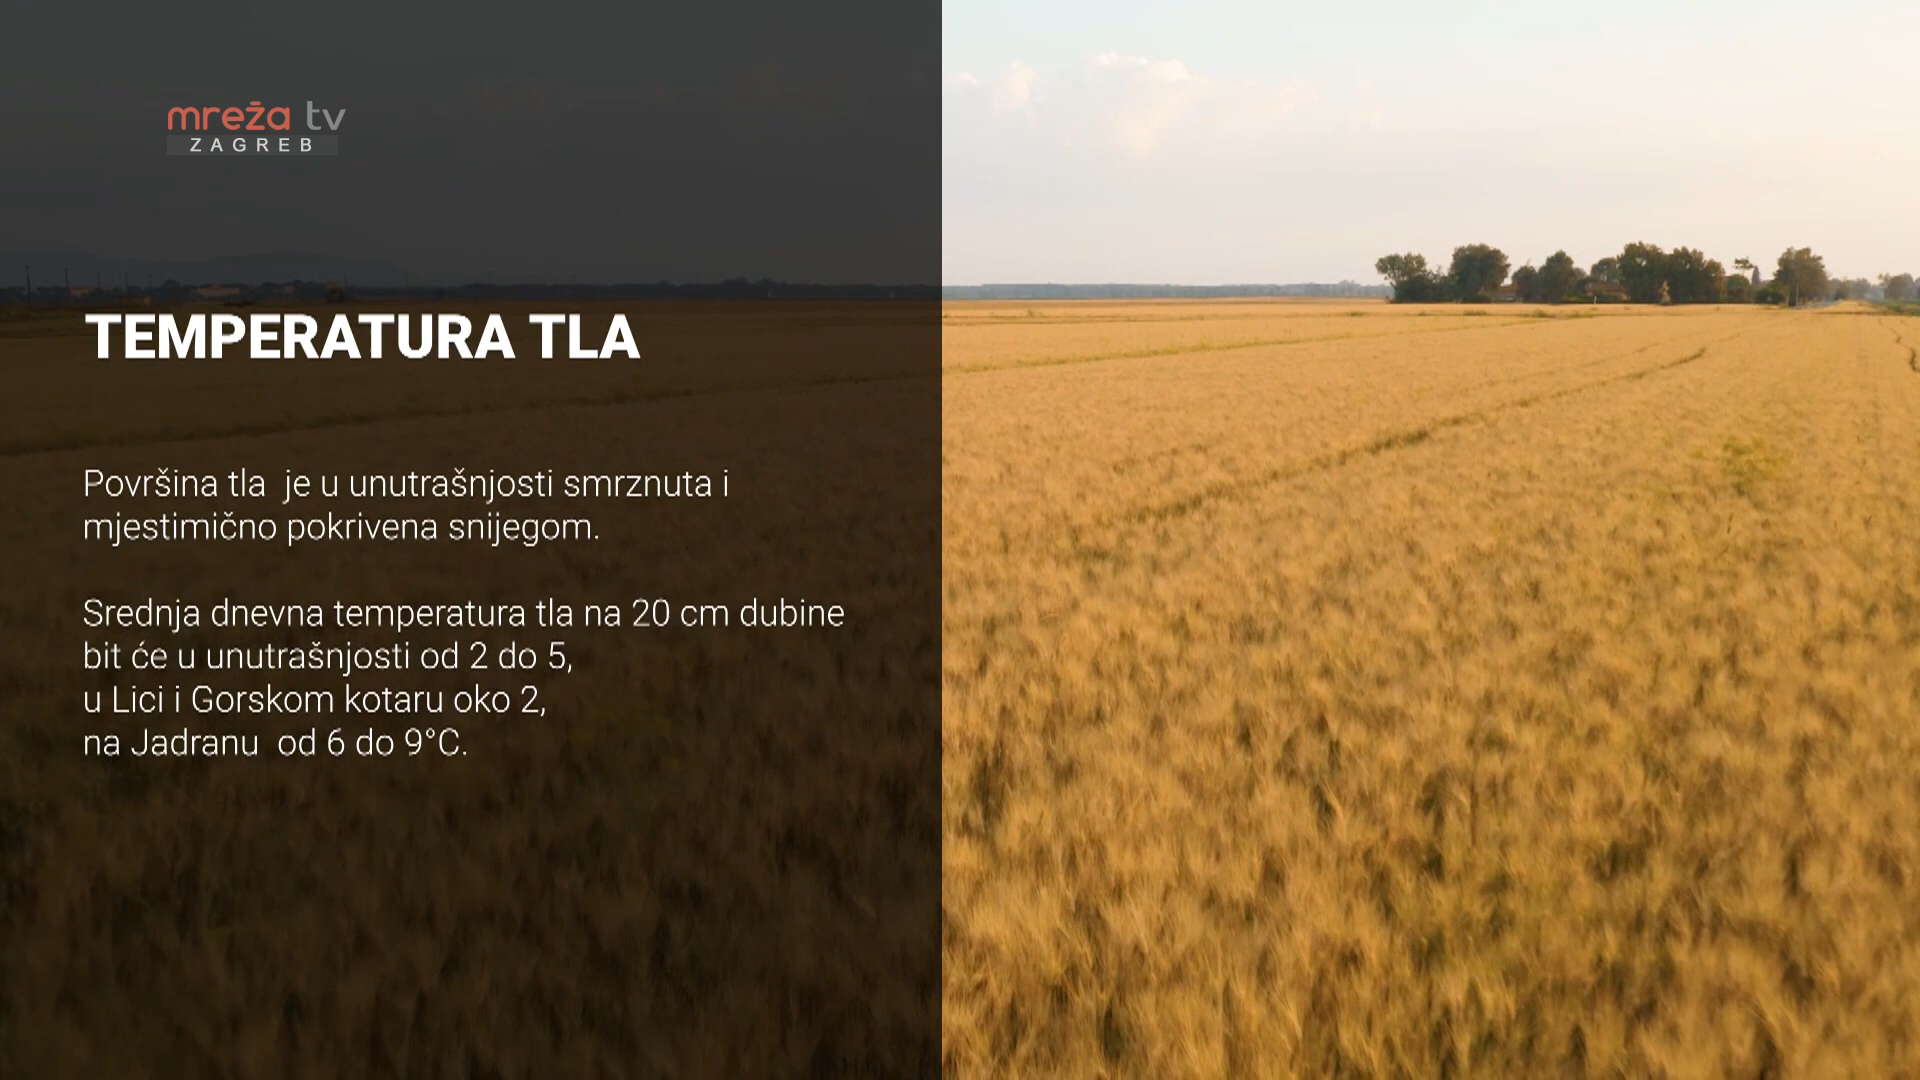 mreža tv
ZAGREB
TEMPERATURA TLA
Površina tla  je u unutrašnjosti smrznuta i
mjestimično pokrivena snijegom.
Srednja dnevna temperatura tla na 20 cm dubine
bit će u unutrašnjosti od 2 do 5,
u Lici i Gorskom kotaru oko 2,
na Jadranu  od 6 do 9°C.